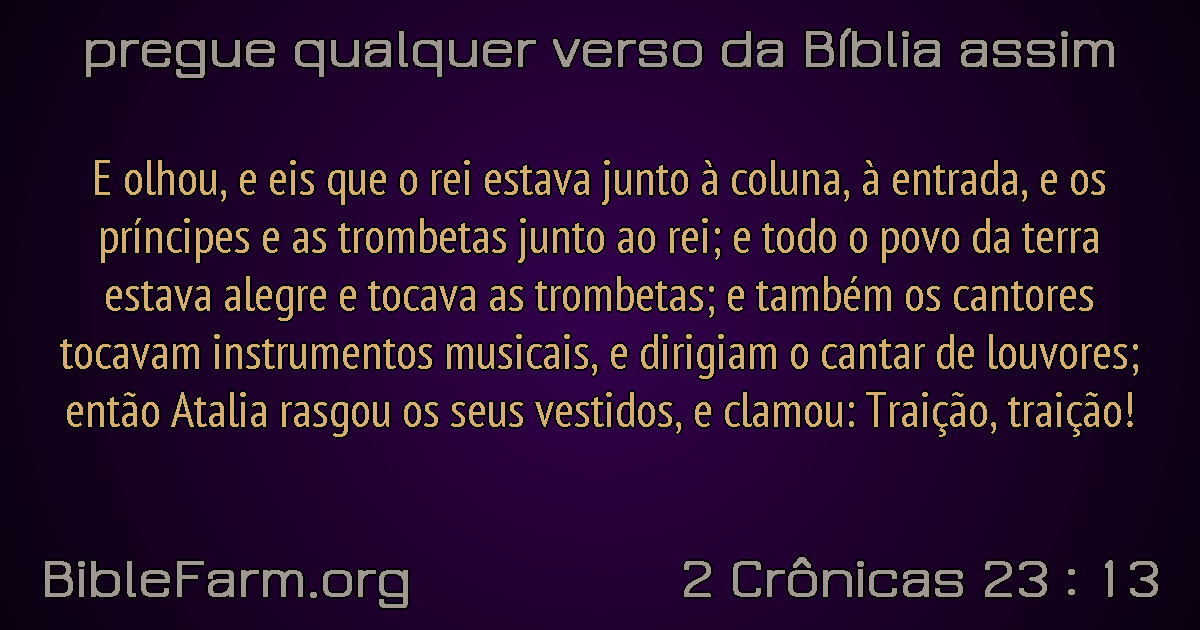 pregue qualquer verso da Bíblia assim
E olhou, e eis que o rei estava junto à coluna, à entrada, e os
príncipes e as trombetas junto ao rei; e todo o povo da terra
estava alegre e tocava as trombetas; e também os cantores
tocavam instrumentos musicais, e dirigiam o cantar de louvores;
então Atalia rasgou os seus vestidos, e clamou: Traição, traição!
BibleFarm.org
2 Crônicas 23 : 13